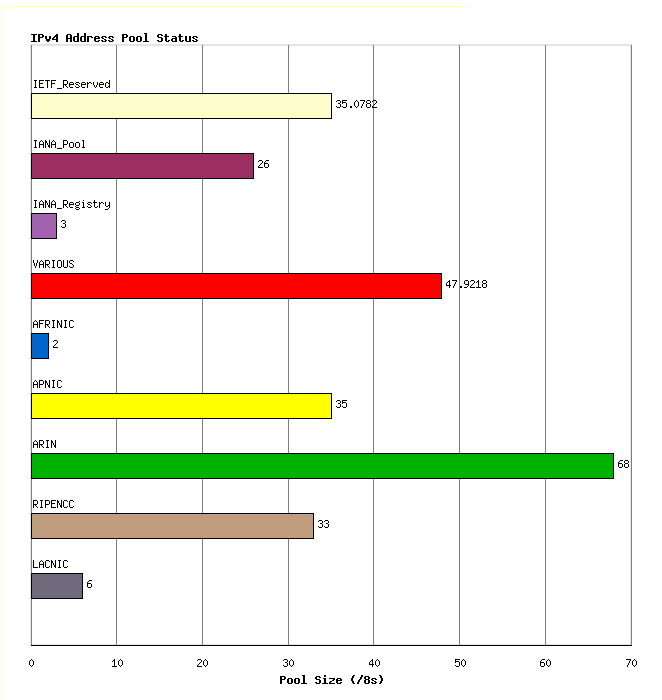 IPv4 Address Pool Status
IETF_Reserved
35.0782
IANA_Pool
26
IANA_Registry
3
VARIOUS
47.9218
AFRINIC
2
APNIC
35
ARIN
68
RIPENCC
33
LACNIC
6
0 10 20 30 40 50 60 70
Pool Size (/8s)